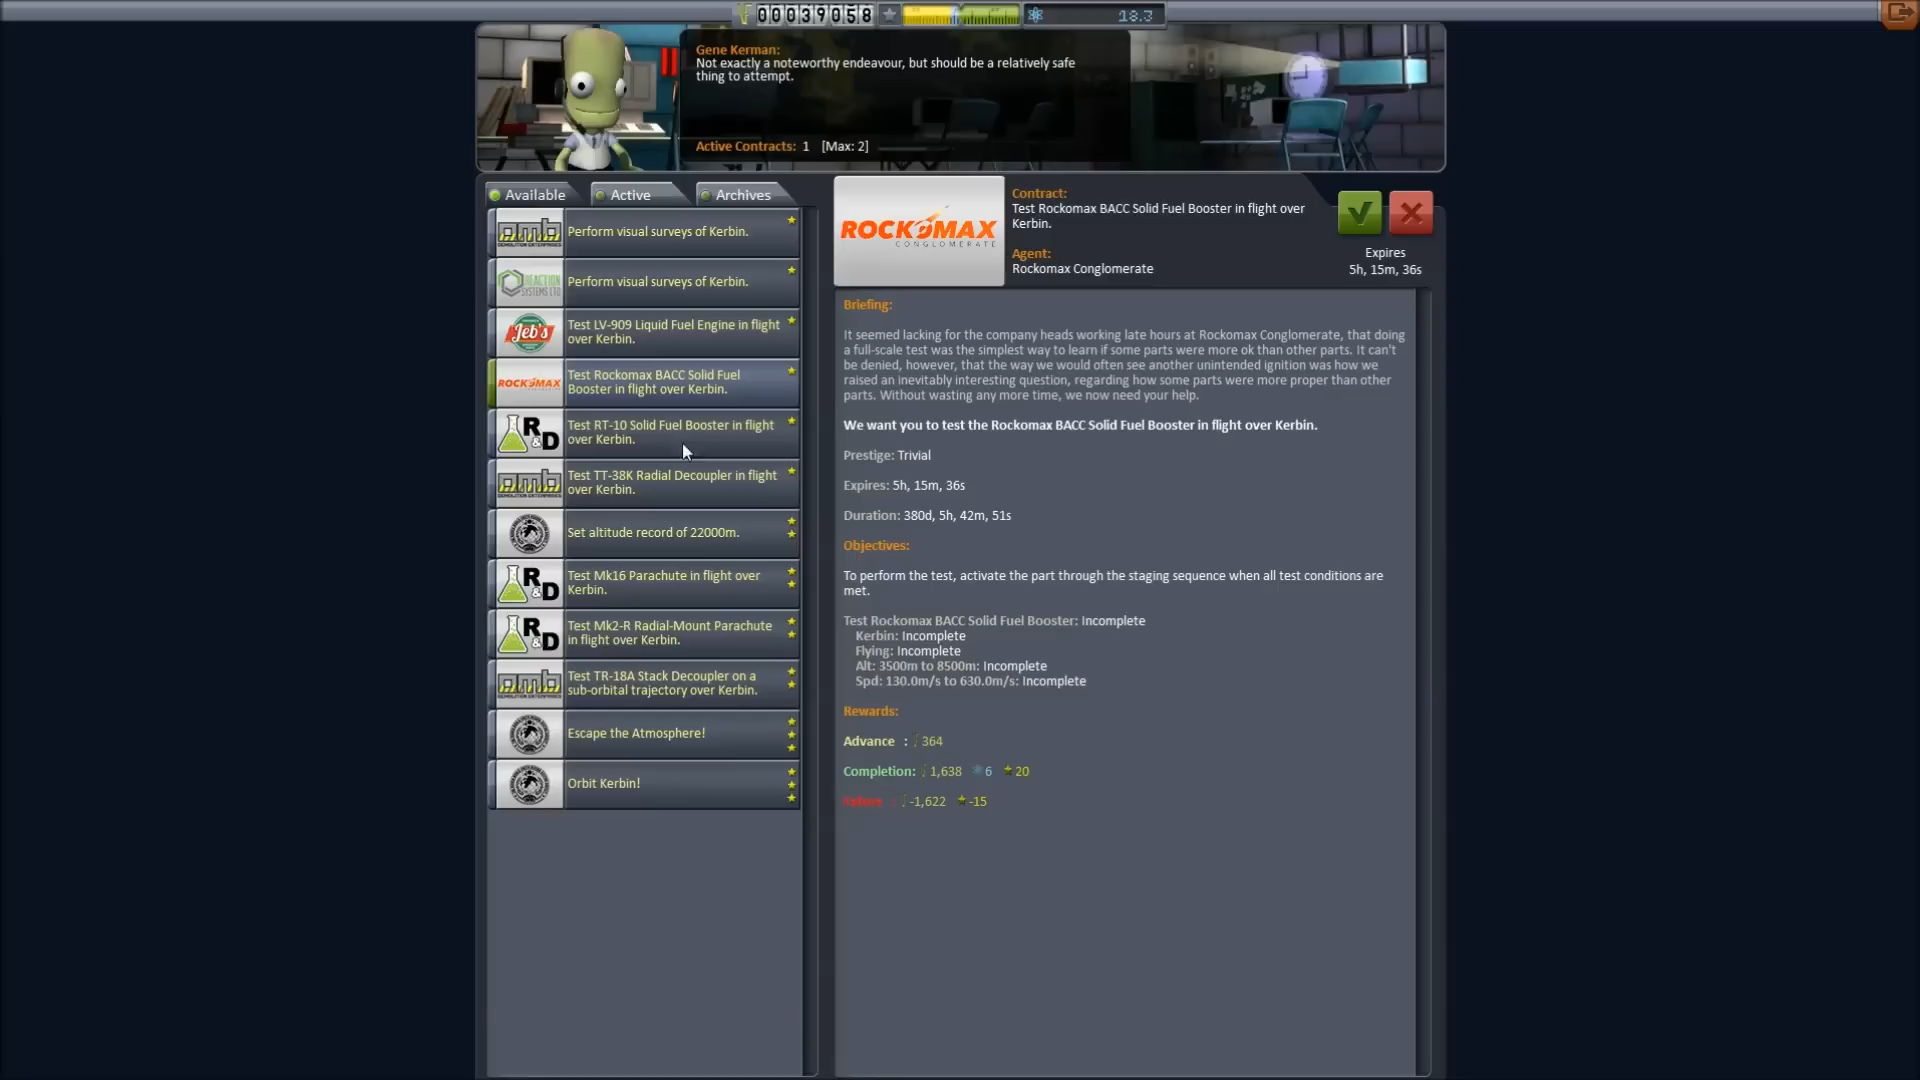 00039058
18.3
Gene Kerman:
Not exactly a noteworthy endeavour, but should be a relatively safe
thing to attempt.
Active Contracts: 1 [Max: 2]
Available
Active
Archives
Perform visual surveys of Kerbin.
Perform visual surveys of Kerbin.
Jeb's
Test LV-909 Liquid Fuel Engine in flight
over Kerbin.
ROCKOMAX
Test Rockomax BACC Solid Fuel
Booster in flight over Kerbin.
R&D
Test RT-10 Solid Fuel Booster in flight
over Kerbin.
Test TT-38K Radial Decoupler in flight
over Kerbin.
Set altitude record of 22000m.
R&D
Test Mk16 Parachute in flight over
Kerbin.
R&D
Test Mk2-R Radial-Mount Parachute
in flight over Kerbin.
Test TR-18A Stack Decoupler on a
sub-orbital trajectory over Kerbin.
Escape the Atmosphere!
Orbit Kerbin!
ROCKOMAX
CONGLOMERATE
Contract:
Test Rockomax BACC Solid Fuel Booster in flight over
Kerbin.
Agent:
Rockomax Conglomerate
Expires
5h, 15m, 36s
Briefing:
It seemed lacking for the company heads working late hours at Rockomax Conglomerate, that doing
a full-scale test was the simplest way to learn if some parts were more ok than other parts. It can't
be denied, however, that the way we would often see another unintended ignition was how we
raised an inevitably interesting question, regarding how some parts were more proper than other
parts. Without wasting any more time, we now need your help.
We want you to test the Rockomax BACC Solid Fuel Booster in flight over Kerbin.
Prestige: Trivial
Expires: 5h, 15m, 36s
Duration: 380d, 5h, 42m, 51s
Objectives:
To perform the test, activate the part through the staging sequence when all test conditions are
met.
Test Rockomax BACC Solid Fuel Booster: Incomplete
Kerbin: Incomplete
Flying: Incomplete
Alt: 3500m to 8500m: Incomplete
Spd: 130.0m/s to 630.0m/s: Incomplete
Rewards:
Advance : 364
Completion: 1,638 6 20
Failure : -1,622 -15